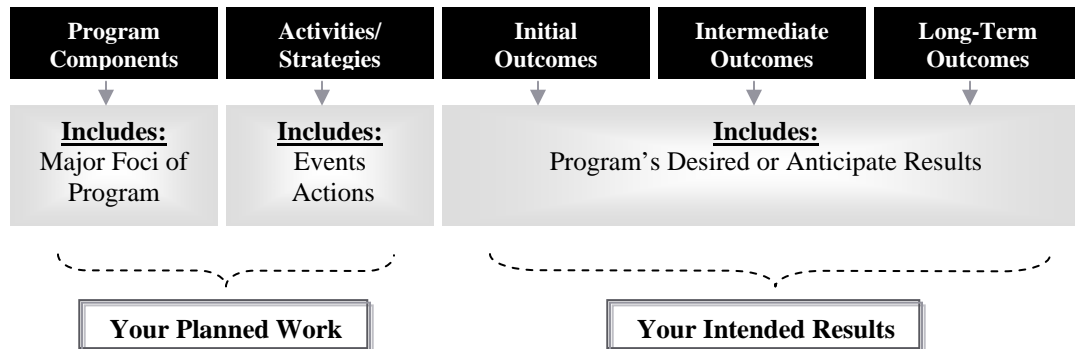 Program
Components
Activities/
Strategies
Initial
Outcomes
Intermediate
Outcomes
Long-Term
Outcomes
Includes:
Major Foci of
Program
Includes:
Events
Actions
Includes:
Program’s Desired or Anticipate Results
Your Planned Work
Your Intended Results